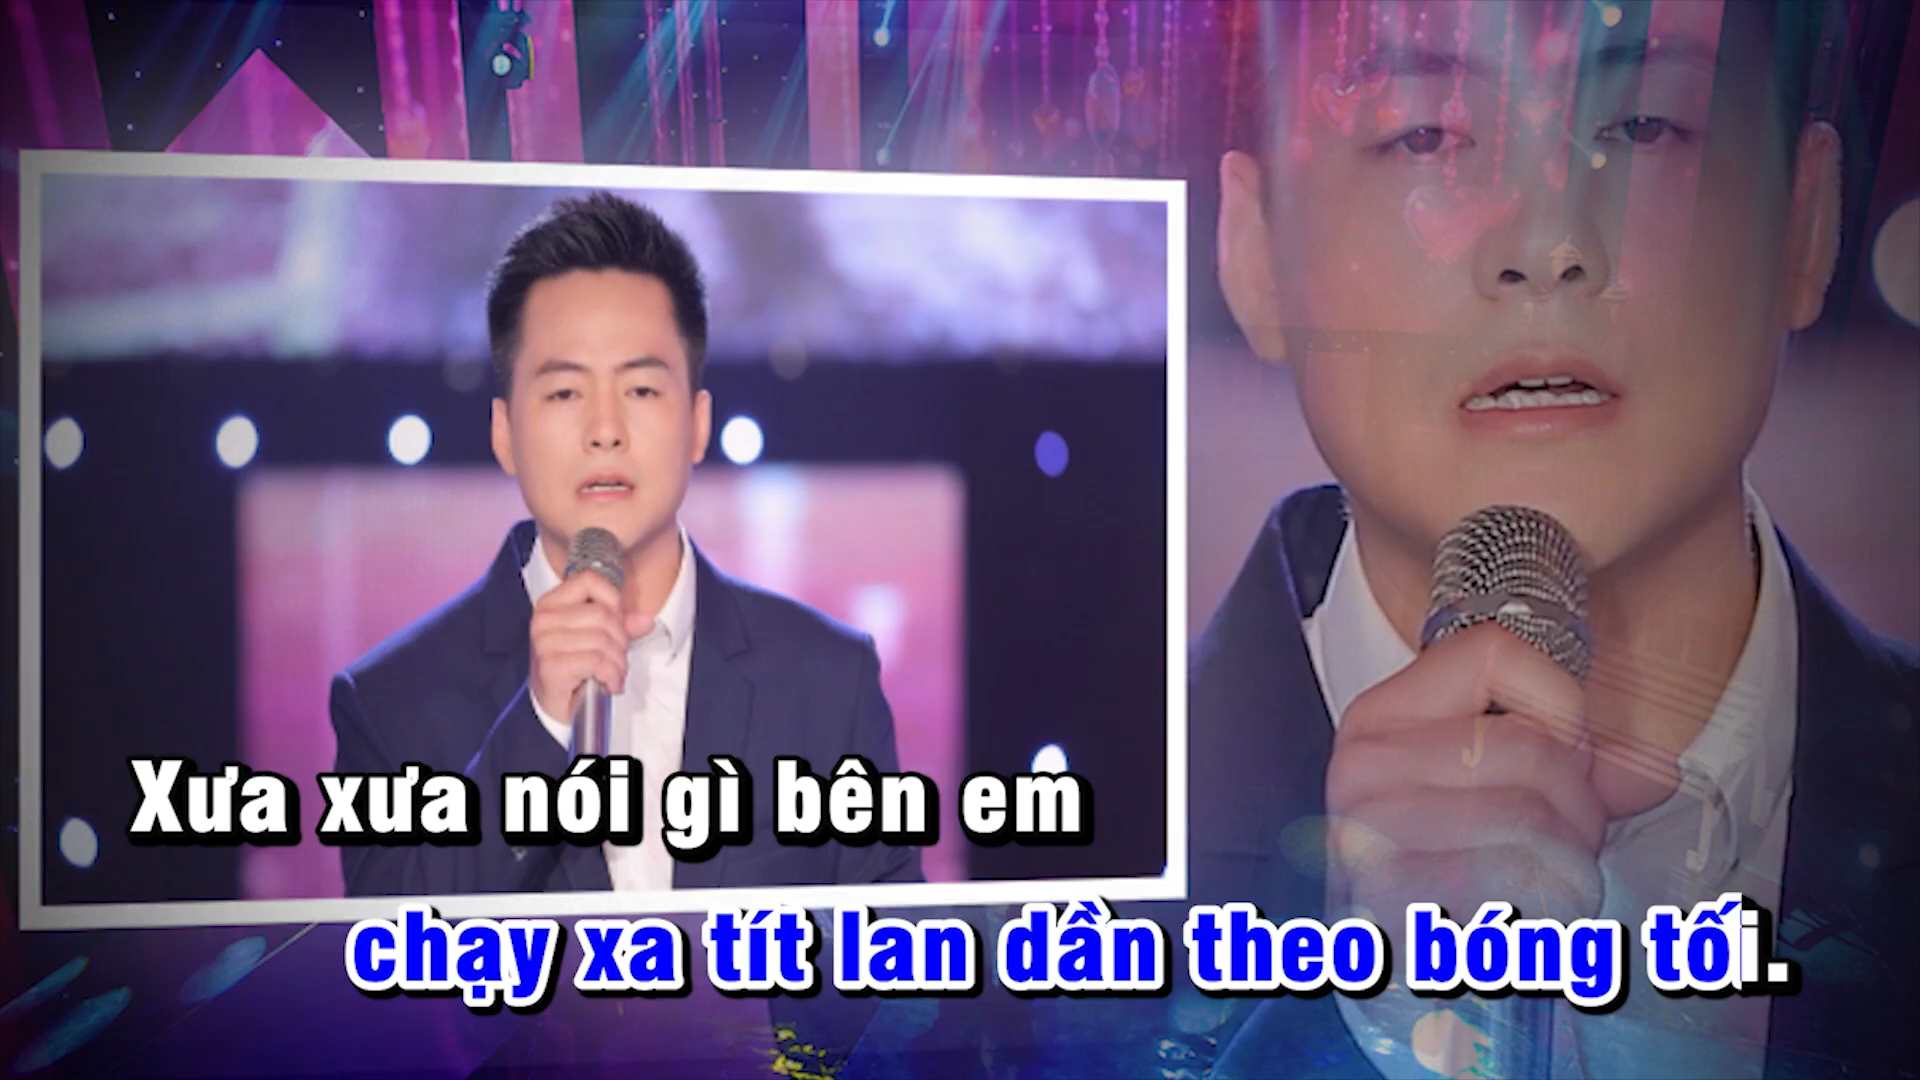 Xưa xưa nói gì bên em
chạy xa tít lan dần theo bóng tối.